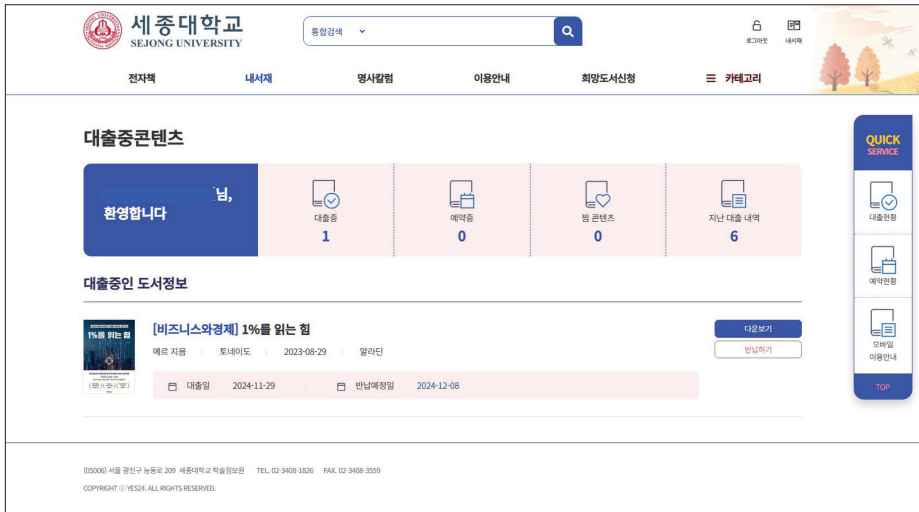 세종대학교
SEJONG UNIVERSITY
통합검색
로그아웃
내서재
전자책
내서재
명사칼럼
이용안내
희망도서신청
카테고리
대출중콘텐츠
님,
환영합니다
대출중
1
예약중
0
찜 콘텐츠
0
지난 대출 내역
6
대출중인 도서정보
1%를 읽는 힘
[비즈니스와경제] 1%를 읽는 힘
메르 지음 토네이도 2023-08-29 알라딘
대출일 2024-11-29 반납예정일 2024-12-08
다운보기
반납하기
QUICK
SERVICE
대출현황
예약현황
모바일
이용안내
TOP
(05006) 서울 광진구 능동로 209 세종대학교 학술정보원 TEL. 02-3408-1826 FAX. 02-3408-3559
COPYRIGHT ⓒ YES24. ALL RIGHTS RESERVED.